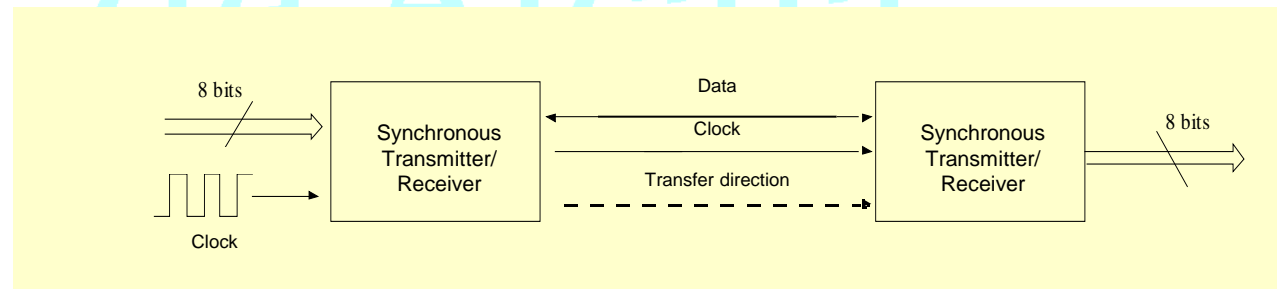 8 bits
Clock
Synchronous
Transmitter/
Receiver
Data
Clock
Transfer direction
Synchronous
Transmitter/
Receiver
8 bits